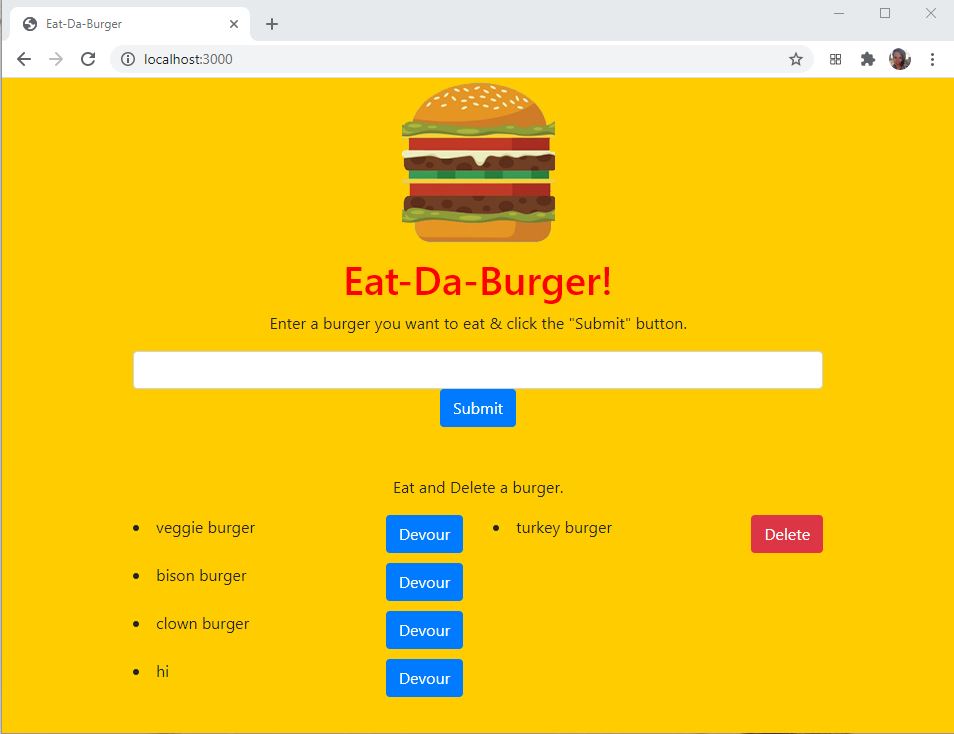 Eat-Da-Burger
localhost:3000
Eat-Da-Burger!
Enter a burger you want to eat & click the "Submit" button.
Submit
Eat and Delete a burger.
veggie burger Devour turkey burger Delete
bison burger Devour
clown burger Devour
hi Devour